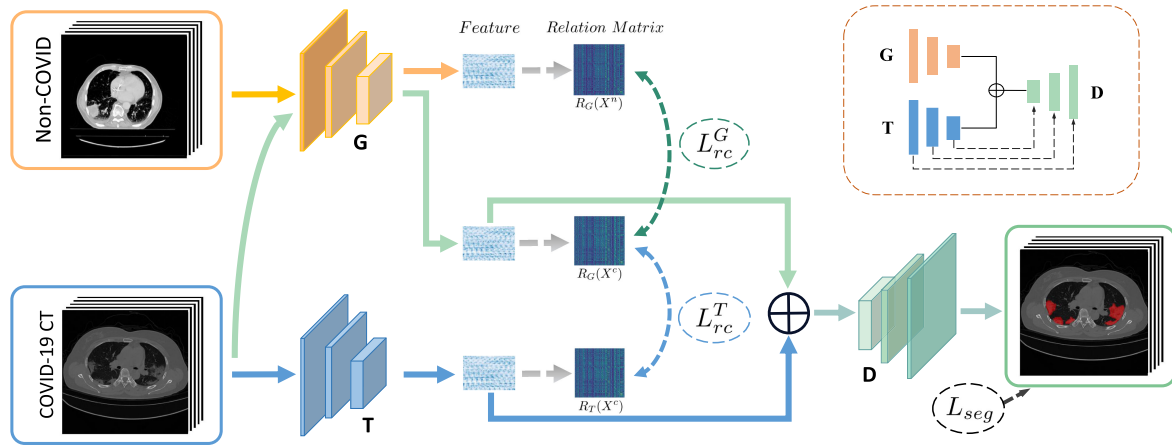 Non-COVID
G
Feature
Relation Matrix
R_G(X^n)
L_{rc}^G
G
T
D
COVID-19 CT
T
R_G(X^c)
L_{rc}^T
R_T(X^c)
D
L_{seg}